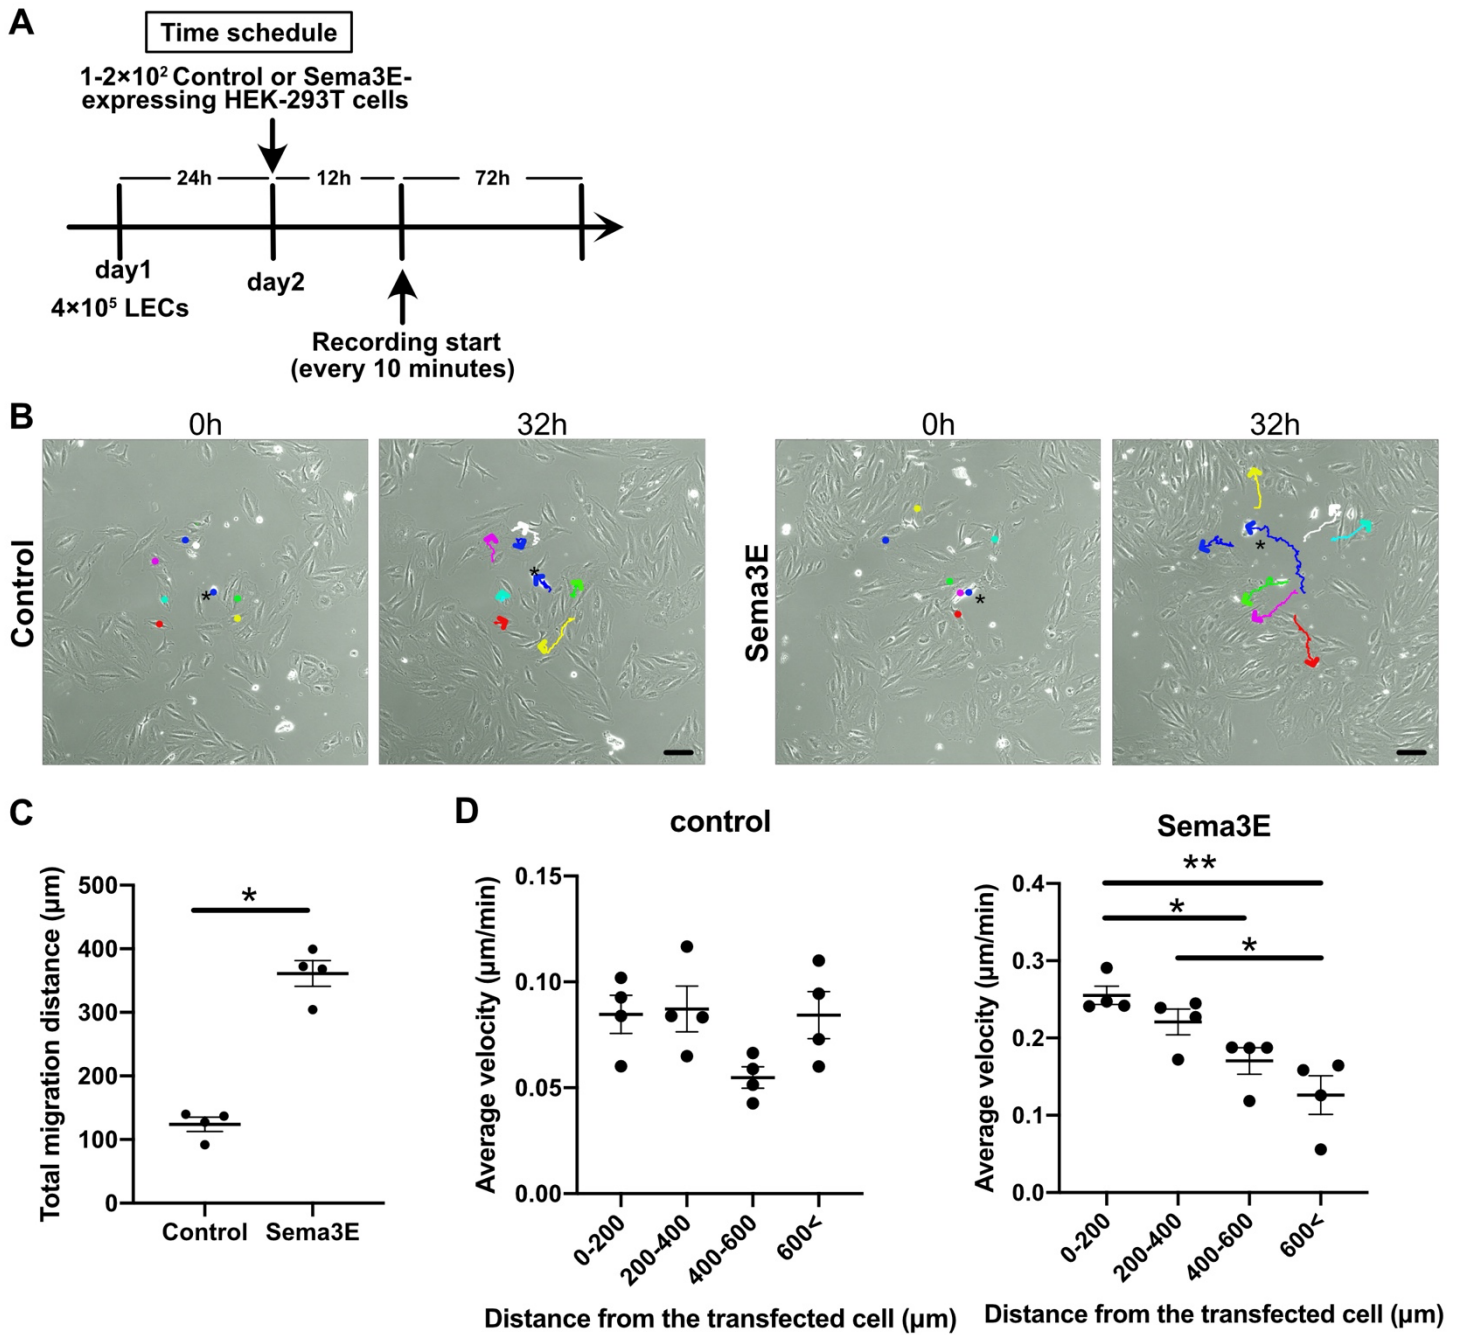 A
Time schedule
1-2×10² Control or Sema3E-
expressing HEK-293T cells
24h
12h
72h
day1
day2
4×10⁵ LECs
Recording start
(every 10 minutes)
B
0h
32h
0h
32h
Control
*
*
Sema3E
*
*
C
Total migration distance (μm)
500
400
300
200
100
0
*
Control
Sema3E
D
control
Average velocity (μm/min)
0.15
0.10
0.05
0.00
0-200
200-400
400-600
600<
Distance from the transfected cell (μm)
Sema3E
Average velocity (μm/min)
**
*
*
0.4
0.3
0.2
0.1
0.0
0-200
200-400
400-600
600<
Distance from the transfected cell (μm)